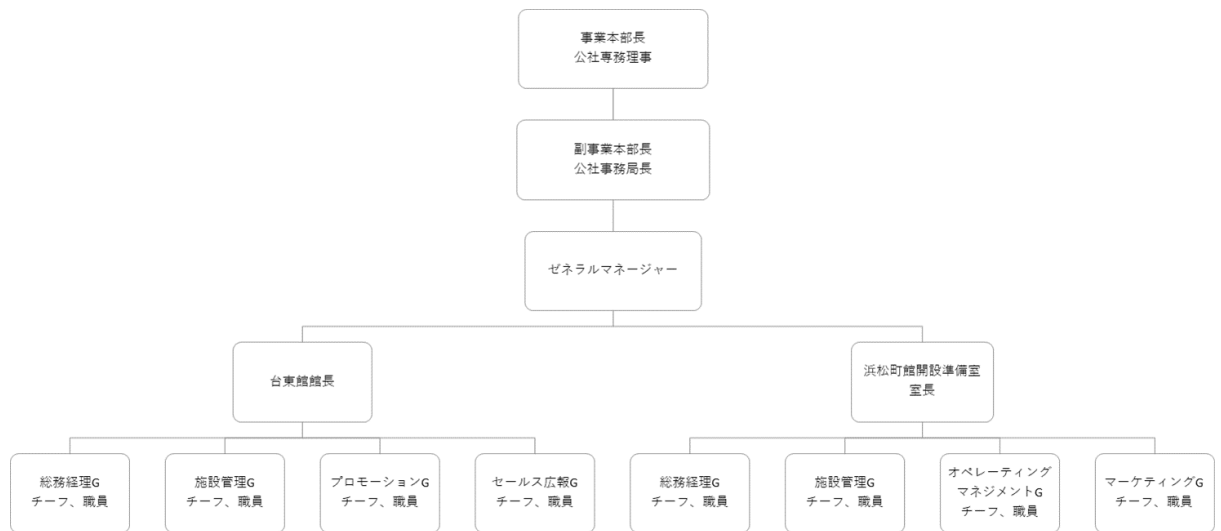 事業本部長
公社専務理事
副事業本部長
公社事務局長
ゼネラルマネージャー
台東館館長
浜松町館開設準備室
室長
総務経理G
チーフ、職員
施設管理G
チーフ、職員
プロモーションG
チーフ、職員
セールス広報G
チーフ、職員
総務経理G
チーフ、職員
施設管理G
チーフ、職員
オペレーティング
マネジメントG
チーフ、職員
マーケティングG
チーフ、職員